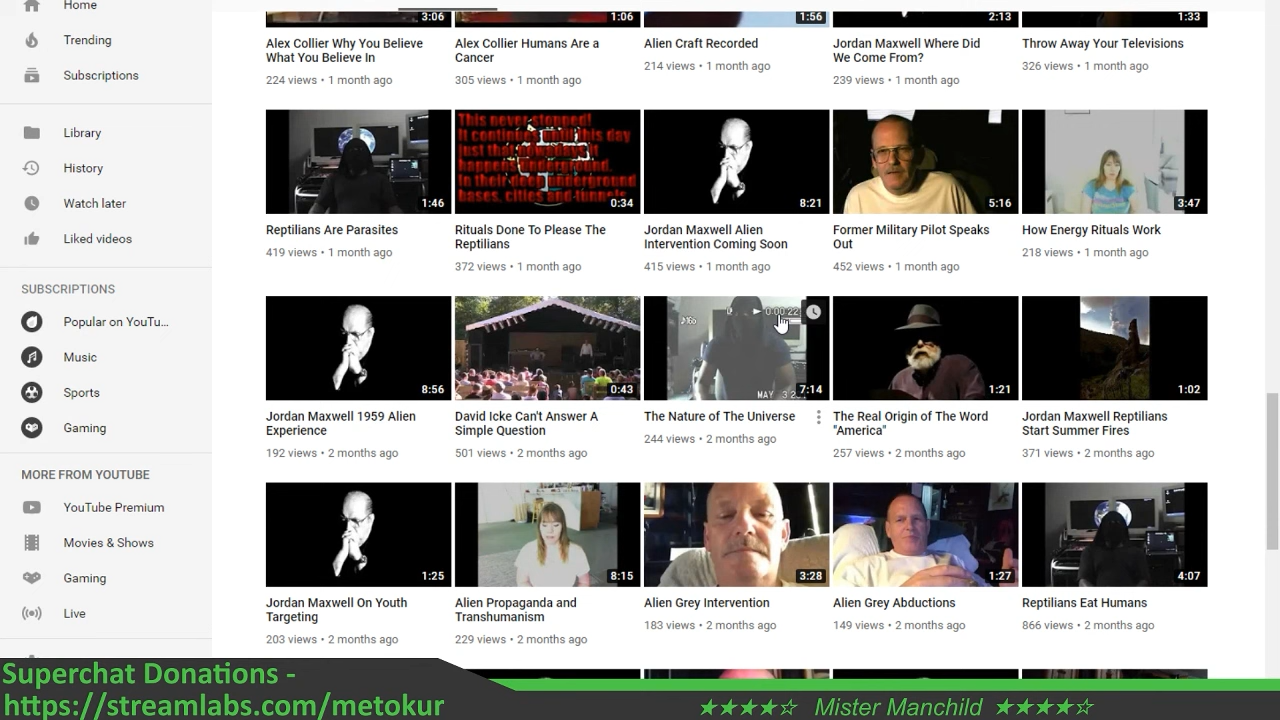 Home
Trending
Subscriptions
Library
History
Watch later
Liked videos
SUBSCRIPTIONS
Popular on YouTu...
Music
Sports
Gaming
MORE FROM YOUTUBE
YouTube Premium
Movies & Shows
Gaming
Live
3:06
1:06
1:56
2:13
1:33
Alex Collier Why You Believe
What You Believe In
224 views • 1 month ago
Alex Collier Humans Are a
Cancer
305 views • 1 month ago
Alien Craft Recorded
214 views • 1 month ago
Jordan Maxwell Where Did
We Come From?
239 views • 1 month ago
Throw Away Your Televisions
326 views • 1 month ago
1:46
Reptilians Are Parasites
419 views • 1 month ago
This never stopped!
It continues until this day
just that nowadays it
happens underground.
In their deep underground
bases, cities and tunnels
0:34
Rituals Done To Please The
Reptilians
372 views • 1 month ago
8:21
Jordan Maxwell Alien
Intervention Coming Soon
415 views • 1 month ago
5:16
Former Military Pilot Speaks
Out
452 views • 1 month ago
3:47
How Energy Rituals Work
218 views • 1 month ago
8:56
Jordan Maxwell 1959 Alien
Experience
192 views • 2 months ago
0:43
David Icke Can't Answer A
Simple Question
501 views • 2 months ago
0:00:22
7:14
The Nature of The Universe
244 views • 2 months ago
1:21
The Real Origin of The Word
"America"
257 views • 2 months ago
1:02
Jordan Maxwell Reptilians
Start Summer Fires
371 views • 2 months ago
1:25
Jordan Maxwell On Youth
Targeting
203 views • 2 months ago
8:15
Alien Propaganda and
Transhumanism
229 views • 2 months ago
3:28
Alien Grey Intervention
183 views • 2 months ago
1:27
Alien Grey Abductions
149 views • 2 months ago
4:07
Reptilians Eat Humans
866 views • 2 months ago
Superchat Donations -
https://streamlabs.com/metokur
★★★★☆ Mister Manchild ★★★★☆